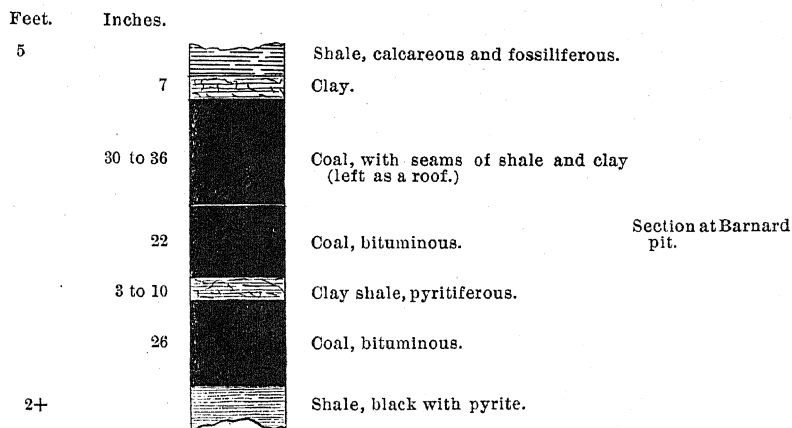 Feet. Inches.
5 Shale, calcareous and fossiliferous.
7 Clay.
30 to 36 Coal, with seams of shale and clay
(left as a roof.)
Section at Barnard
pit.
22 Coal, bituminous.
3 to 10 Clay shale, pyritiferous.
26 Coal, bituminous.
2+ Shale, black with pyrite.